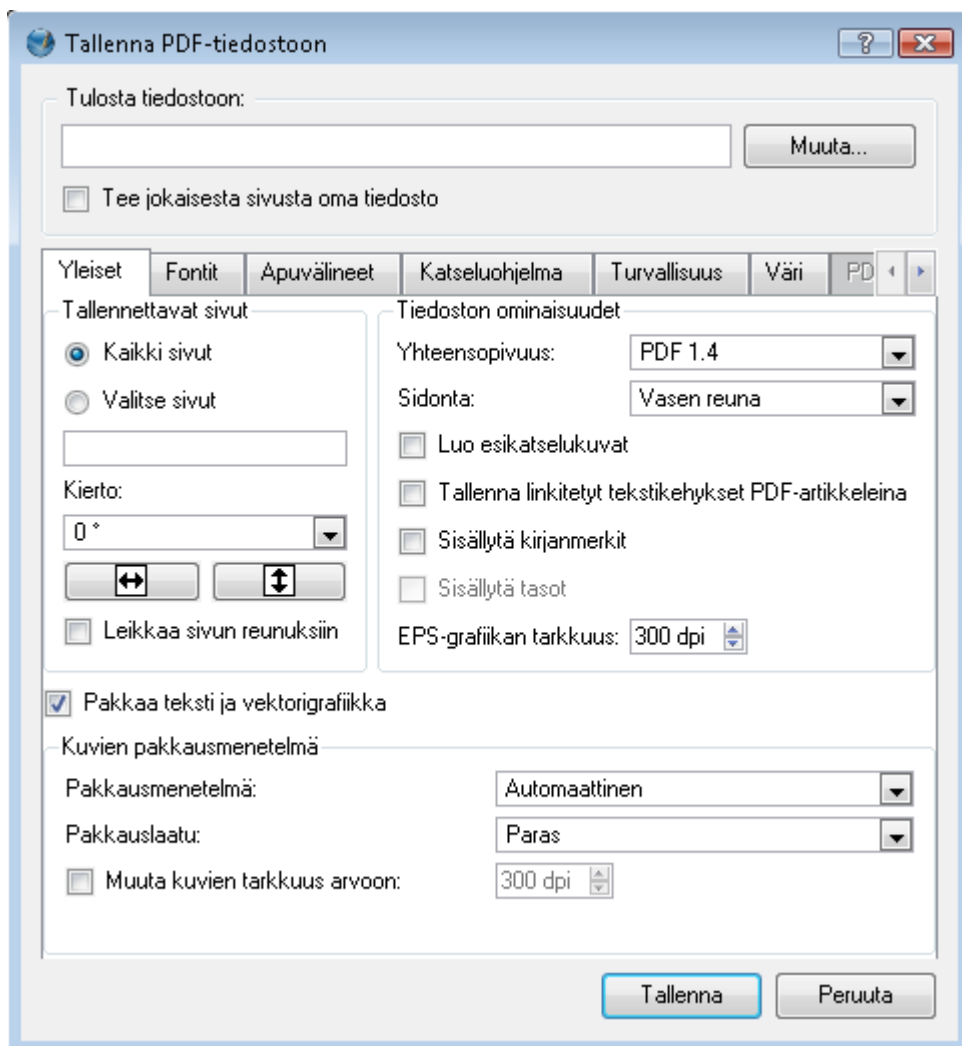 Tallenna PDF-tiedostoon
Tulosta tiedostoon:
Muuta...
Tee jokaisesta sivusta oma tiedosto
Yleiset Fontit Apuvälineet Katseluohjelma Turvallisuus Väri PD
Tallennettavat sivut
Kaikki sivut
Valitse sivut
Kierto:
0 °
Leikkaa sivun reunuksiin
Tiedoston ominaisuudet
Yhteensopivuus: PDF 1.4
Sidonta: Vasen reuna
Luo esikatselukuvat
Tallenna linkitetyt tekstikehykset PDF-artikkeleina
Sisällytä kirjanmerkit
Sisällytä tasot
EPS-grafiikan tarkkuus: 300 dpi
Pakkaa teksti ja vektorigrafiikka
Kuvien pakkausmenetelmä
Pakkausmenetelmä: Automaattinen
Pakkauslaatu: Paras
Muuta kuvien tarkkuus arvoon: 300 dpi
Tallenna Peruuta